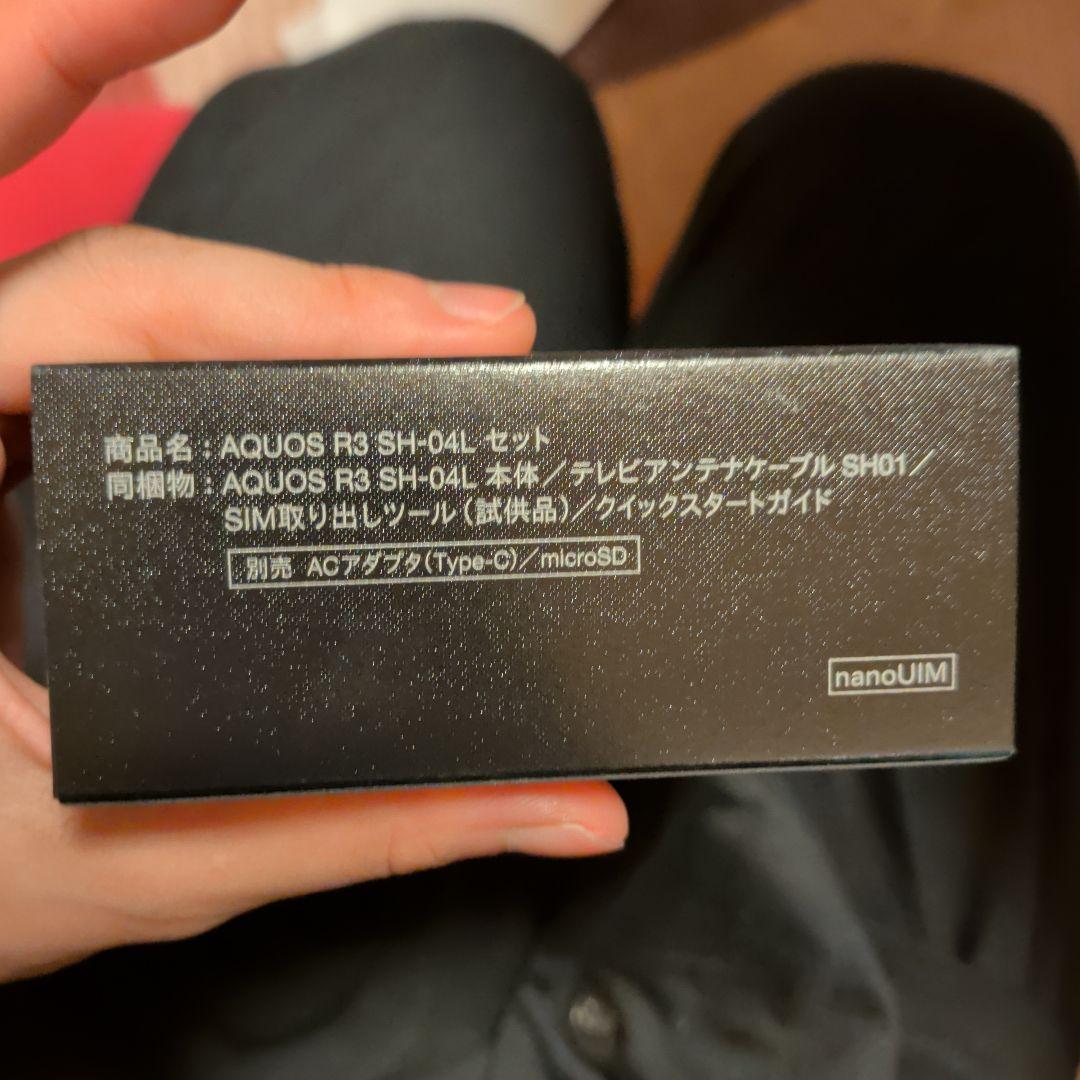 商品名：AQUOS R3 SH-04L セット
同梱物：AQUOS R3 SH-04L 本体／テレビアンテナケーブル SH01／
SIM取り出しツール（試供品）／クイックスタートガイド
別売 ACアダプタ(Type-C)／microSD
nanoUIM